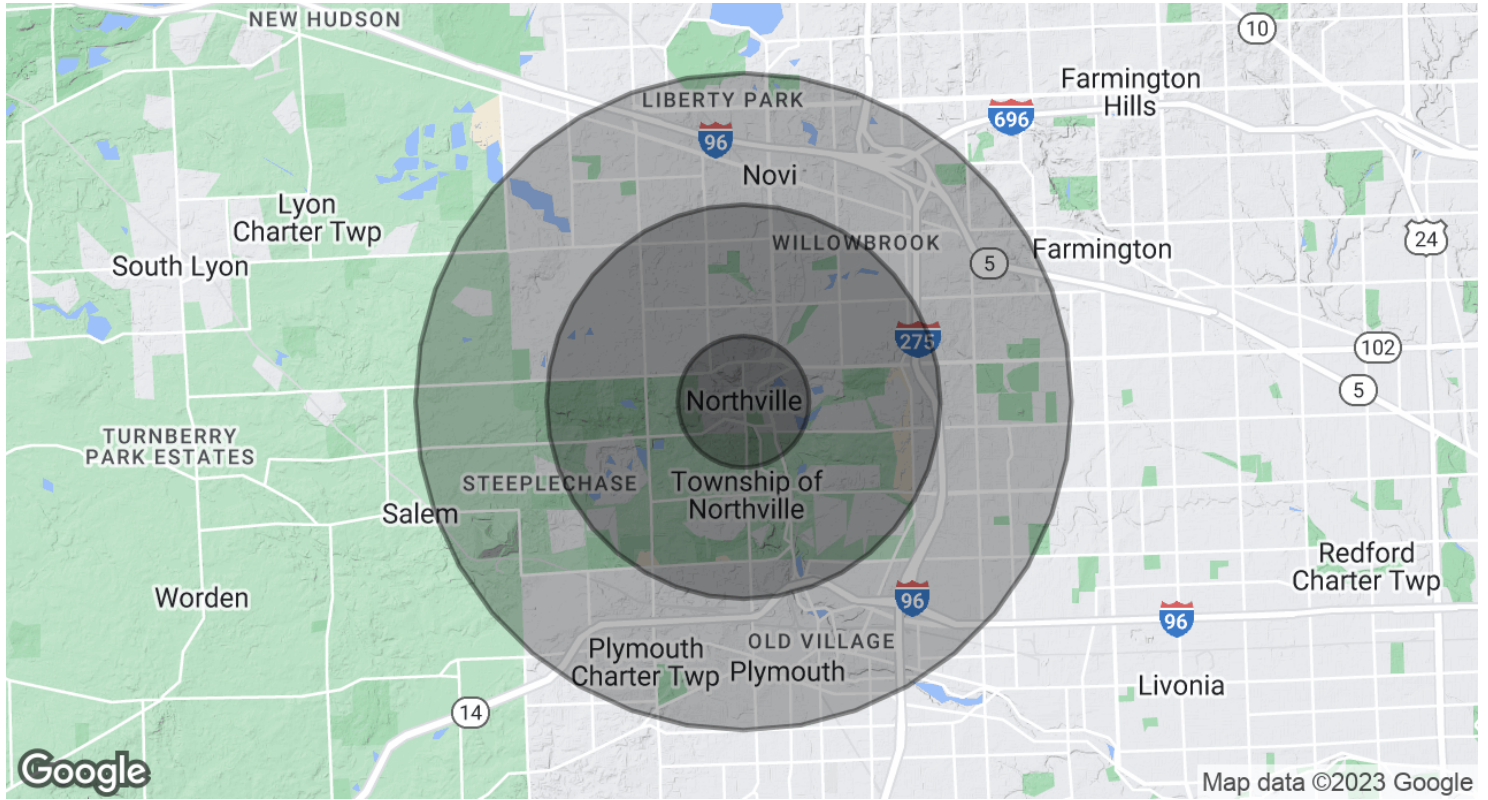 NEW HUDSON
10
LIBERTY PARK
Farmington
Hills
696
96
Novi
Lyon
Charter Twp
WILLOWBROOK
24
5
Farmington
South Lyon
275
102
5
Northville
TURNBERRY
PARK ESTATES
STEEPLECHASE
Township of
Northville
Salem
Redford
Charter Twp
Worden
96
96
OLD VILLAGE
Plymouth
Charter Twp
Plymouth
Livonia
14
Google
Map data ©2023 Google